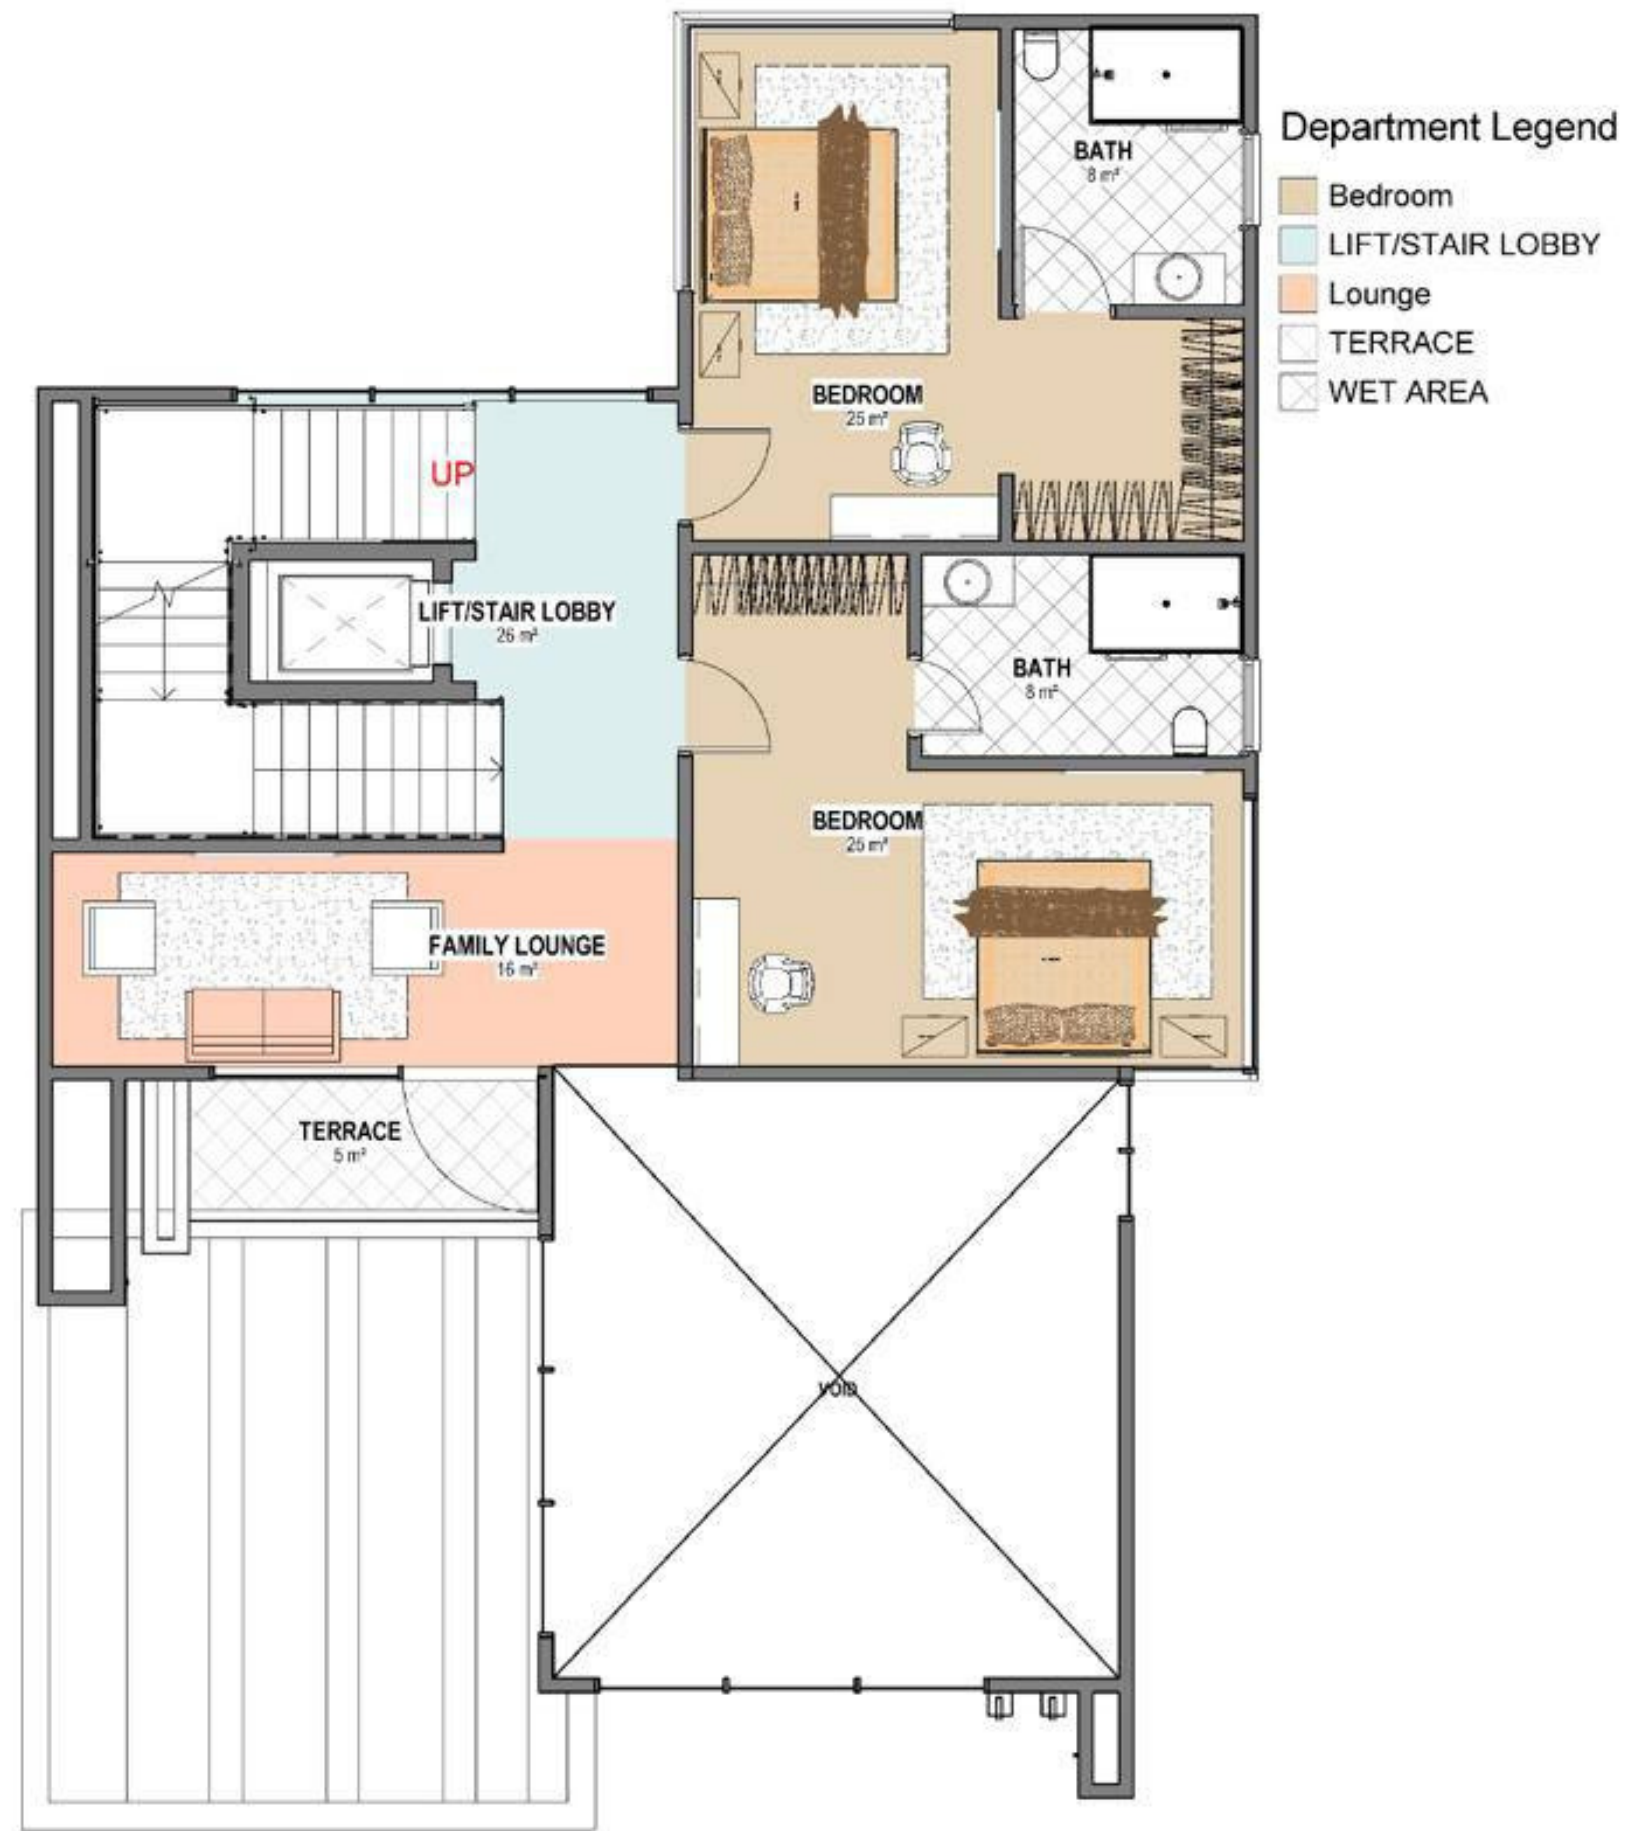 Department Legend
Bedroom
LIFT/STAIR LOBBY
Lounge
TERRACE
WET AREA
BATH
8 m²
BEDROOM
25 m²
UP
LIFT/STAIR LOBBY
26 m²
BATH
8 m²
BEDROOM
25 m²
FAMILY LOUNGE
16 m²
TERRACE
5 m²
VOID